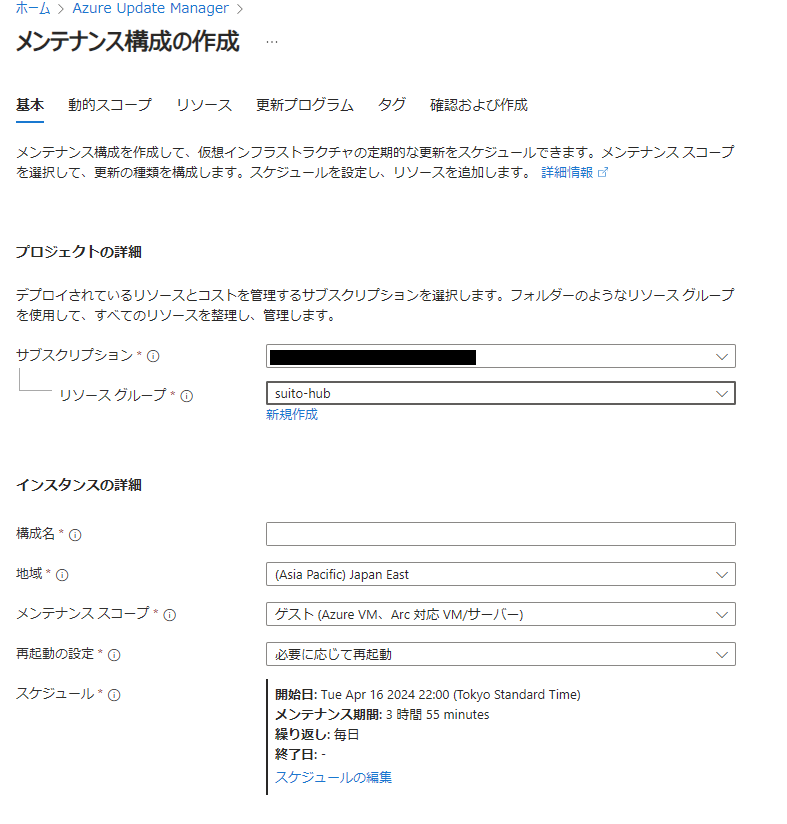 ホーム > Azure Update Manager >
メンテナンス構成の作成 ...
基本 動的スコープ リソース 更新プログラム タグ 確認および作成
メンテナンス構成を作成して、仮想インフラストラクチャの定期的な更新をスケジュールできます。メンテナンス スコープ
を選択して、更新の種類を構成します。スケジュールを設定し、リソースを追加します。 詳細情報
プロジェクトの詳細
デプロイされているリソースとコストを管理するサブスクリプションを選択します。フォルダーのようなリソース グループ
を使用して、すべてのリソースを整理し、管理します。
サブスクリプション *
リソース グループ * suito-hub
新規作成
インスタンスの詳細
構成名 *
地域 * (Asia Pacific) Japan East
メンテナンス スコープ * ゲスト (Azure VM、Arc 対応 VM/サーバー)
再起動の設定 * 必要に応じて再起動
スケジュール * 開始日: Tue Apr 16 2024 22:00 (Tokyo Standard Time)
メンテナンス期間: 3 時間 55 minutes
繰り返し: 毎日
終了日: -
スケジュールの編集